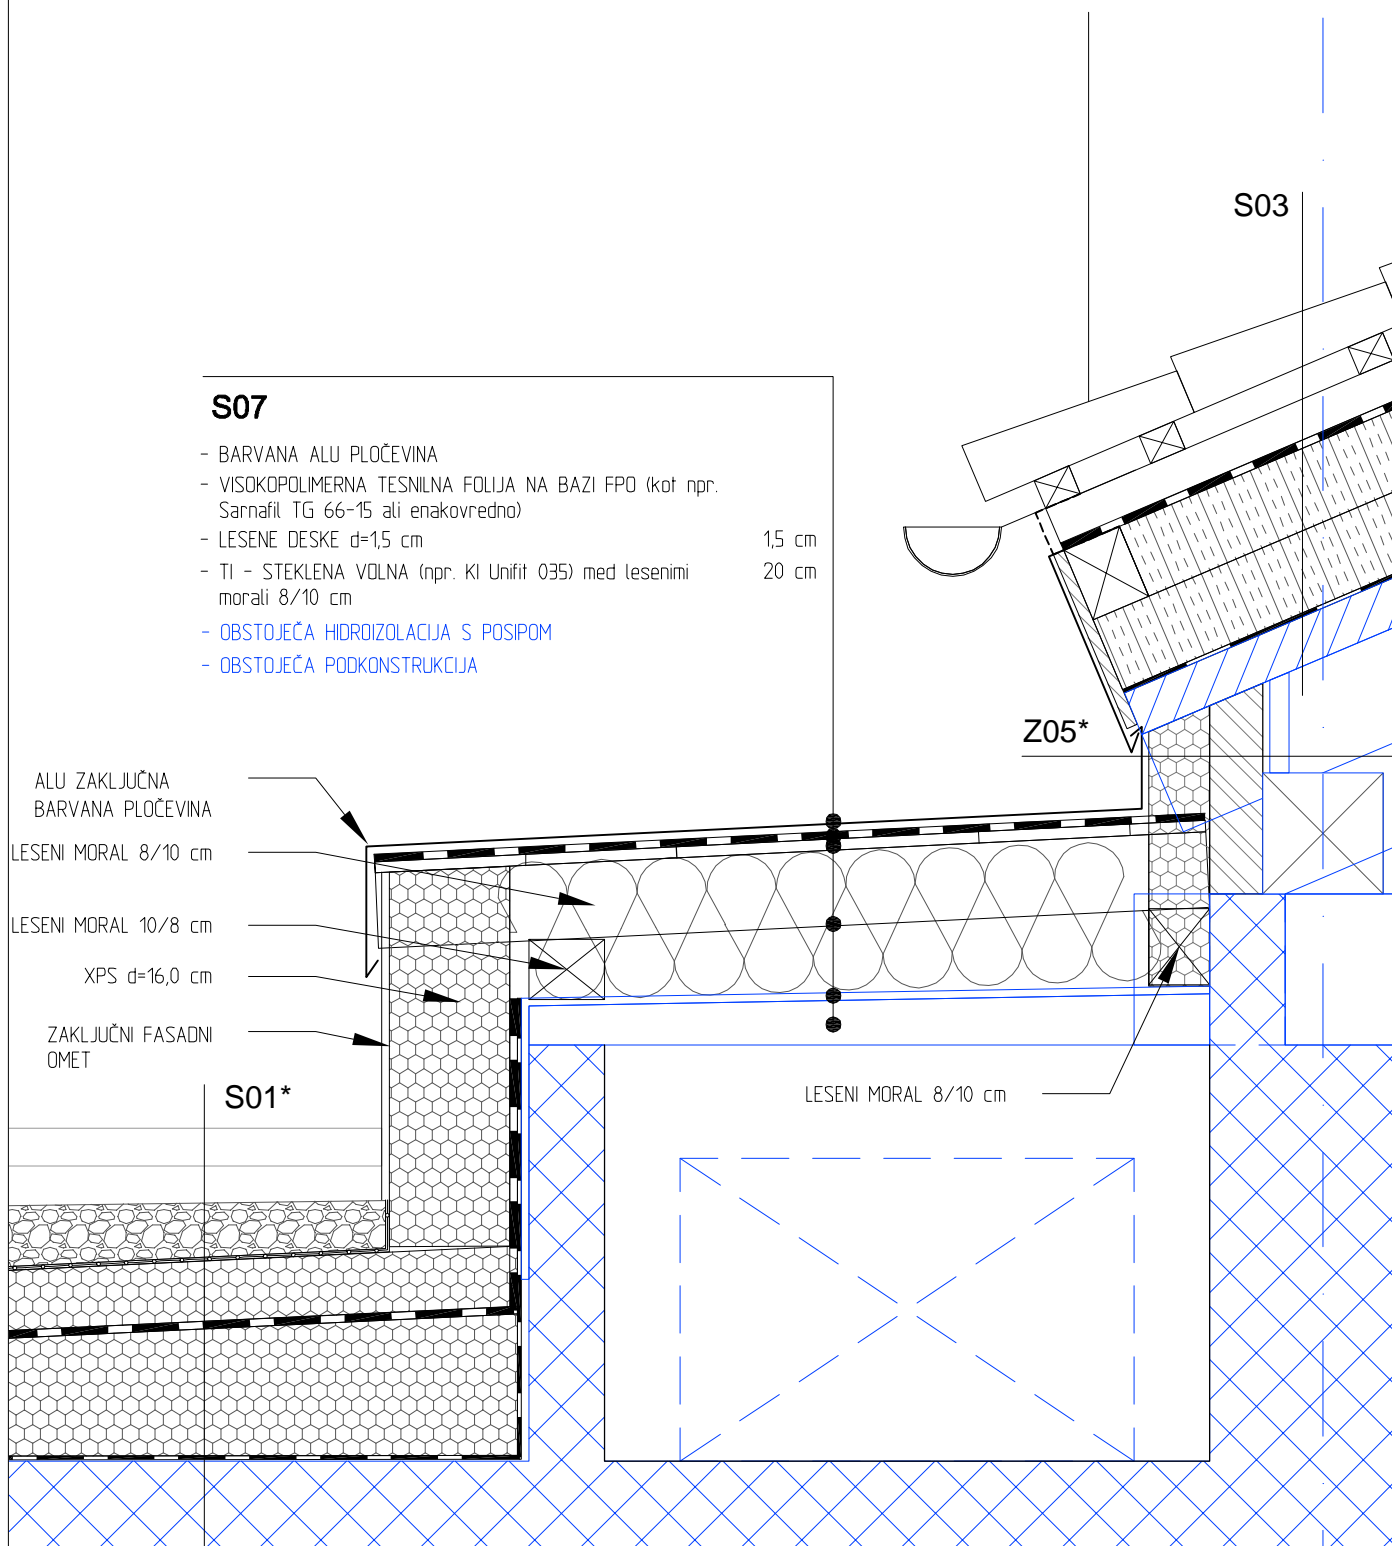 S03
S07
- BARVANA ALU PLOČEVINA
- VISOKOPOLIMERNA TESNILNA FOLIJA NA BAZI FPO (kot npr.
Sarnafil TG 66-15 ali enakovredno)
- LESENE DESKE d=1,5 cm 1,5 cm
- TI - STEKLENA VOLNA (npr. KI Unifit 035) med lesenimi 20 cm
morali 8/10 cm
- OBSTOJEČA HIDROIZOLACIJA S POSIPOM
- OBSTOJEČA PODKONSTRUKCIJA
Z05*
ALU ZAKLJUČNA
BARVANA PLOČEVINA
LESENI MORAL 8/10 cm
LESENI MORAL 10/8 cm
XPS d=16,0 cm
ZAKLJUČNI FASADNI
OMET
S01*
LESENI MORAL 8/10 cm